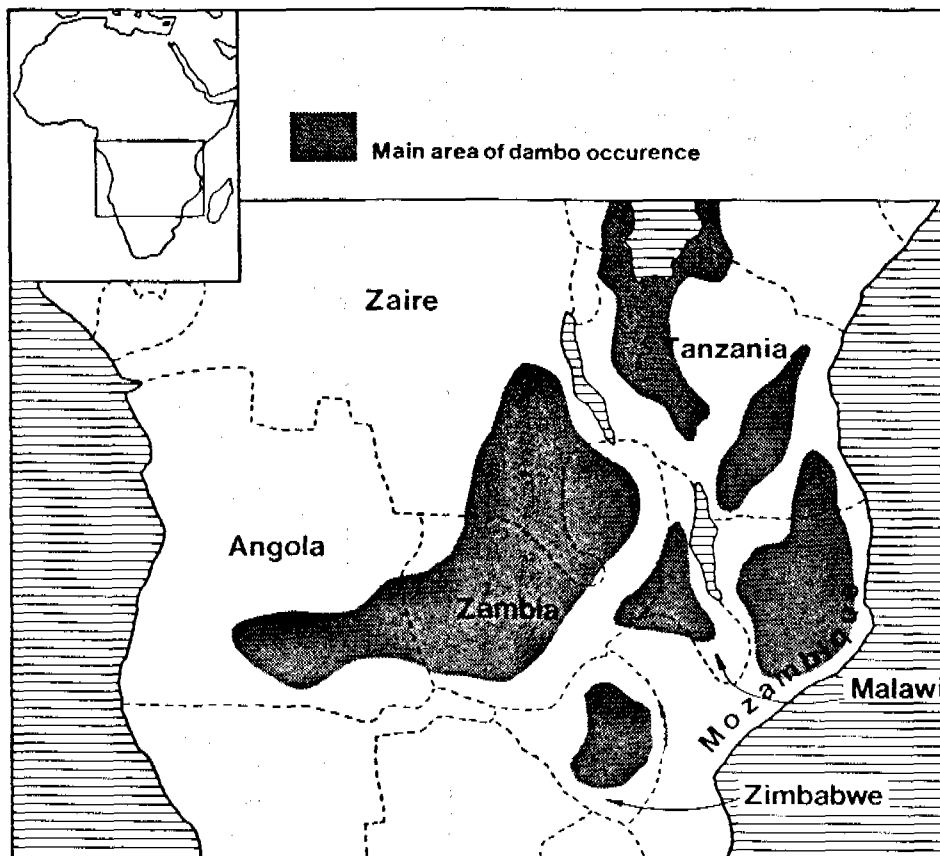 Main area of dambo occurence
Zaire
Tanzania
Angola
Zambia
Malawi
Mozambique
Zimbabwe